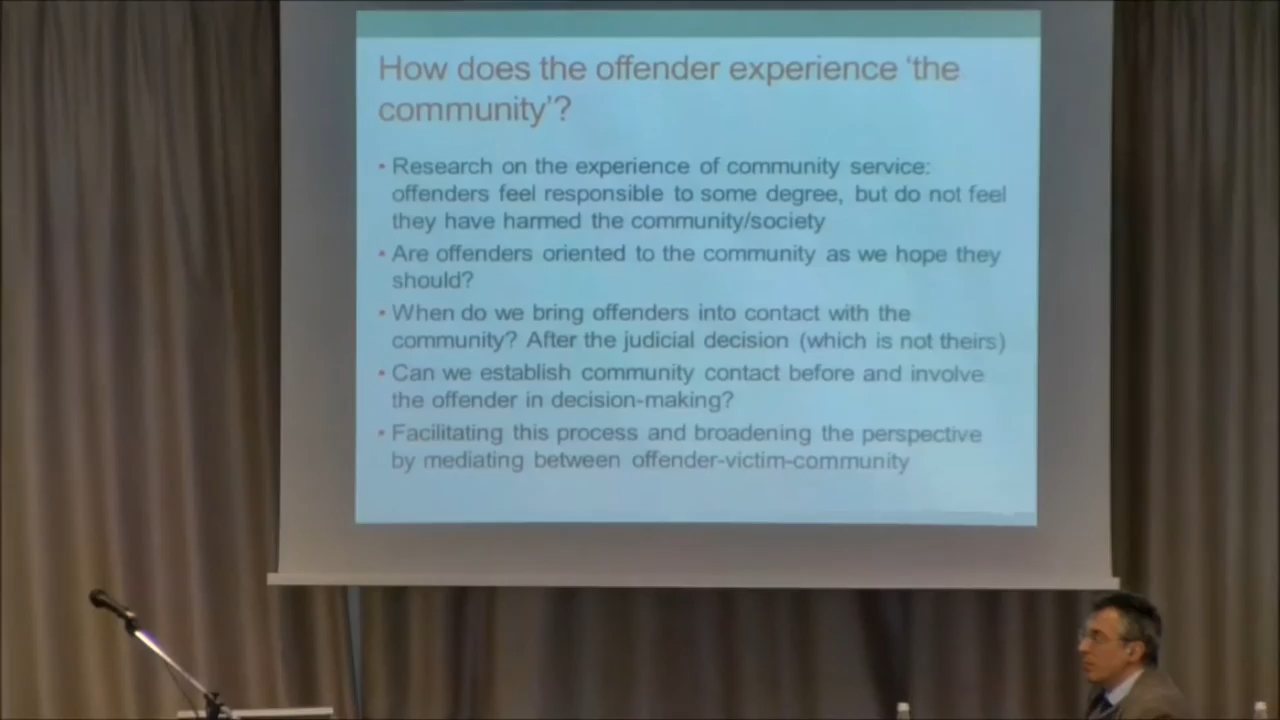 How does the offender experience ‘the
community’?
• Research on the experience of community service:
offenders feel responsible to some degree, but do not feel
they have harmed the community/society
• Are offenders oriented to the community as we hope they
should?
• When do we bring offenders into contact with the
community? After the judicial decision (which is not theirs)
• Can we establish community contact before and involve
the offender in decision-making?
• Facilitating this process and broadening the perspective
by mediating between offender-victim-community